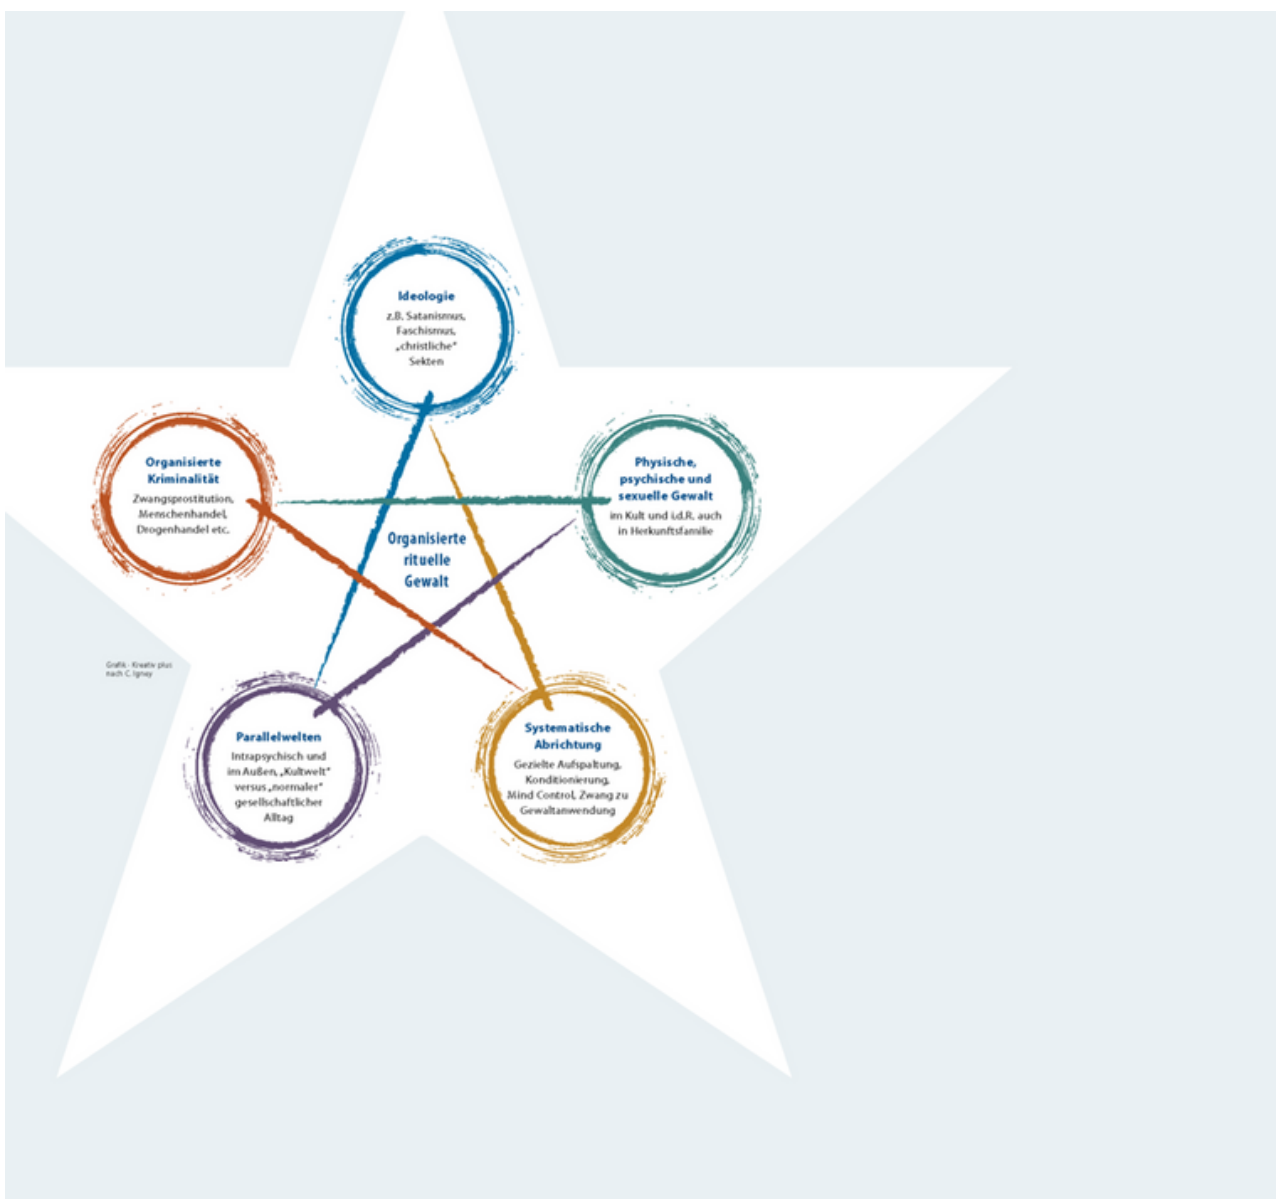 Ideologie
z.B. Satanismus,
Faschismus,
„christliche“
Sekten
Organisierte
Kriminalität
Zwangsprostitution,
Menschenhandel,
Drogenhandel etc.
Physische,
psychische und
sexuelle Gewalt
im Kult und i.d.R. auch
in Herkunftsfamilie
Organisierte
rituelle
Gewalt
Grafik - Kreativ plus
nach C. Igney
Parallelwelten
Intrapsychisch und
im Außen, „Kultwelt“
versus „normaler“
gesellschaftlicher
Alltag
Systematische
Abrichtung
Gezielte Aufspaltung,
Konditionierung,
Mind Control, Zwang zu
Gewaltanwendung